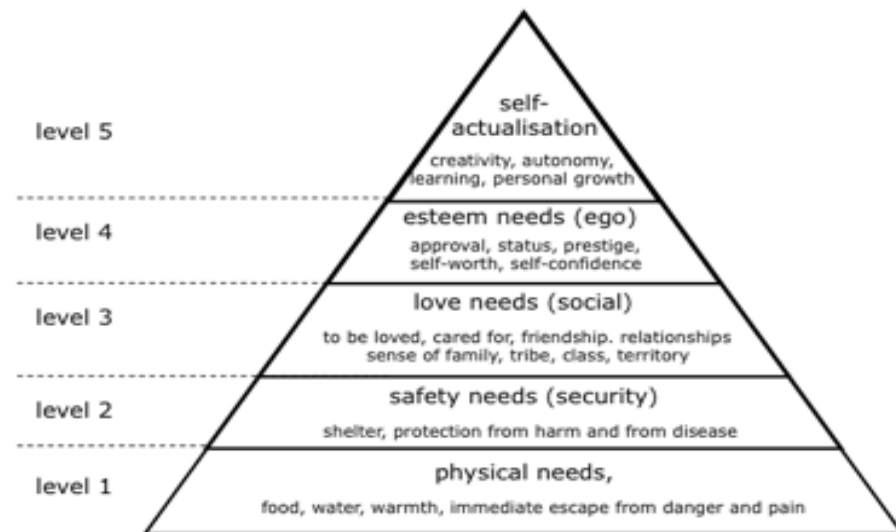 self-
actualisation
level 5
creativity, autonomy,
learning, personal growth
level 4
esteem needs (ego)
approval, status, prestige,
self-worth, self-confidence
level 3
love needs (social)
to be loved, cared for, friendship. relationships
sense of family, tribe, class, territory
level 2
safety needs (security)
shelter, protection from harm and from disease
level 1
physical needs,
food, water, warmth, immediate escape from danger and pain